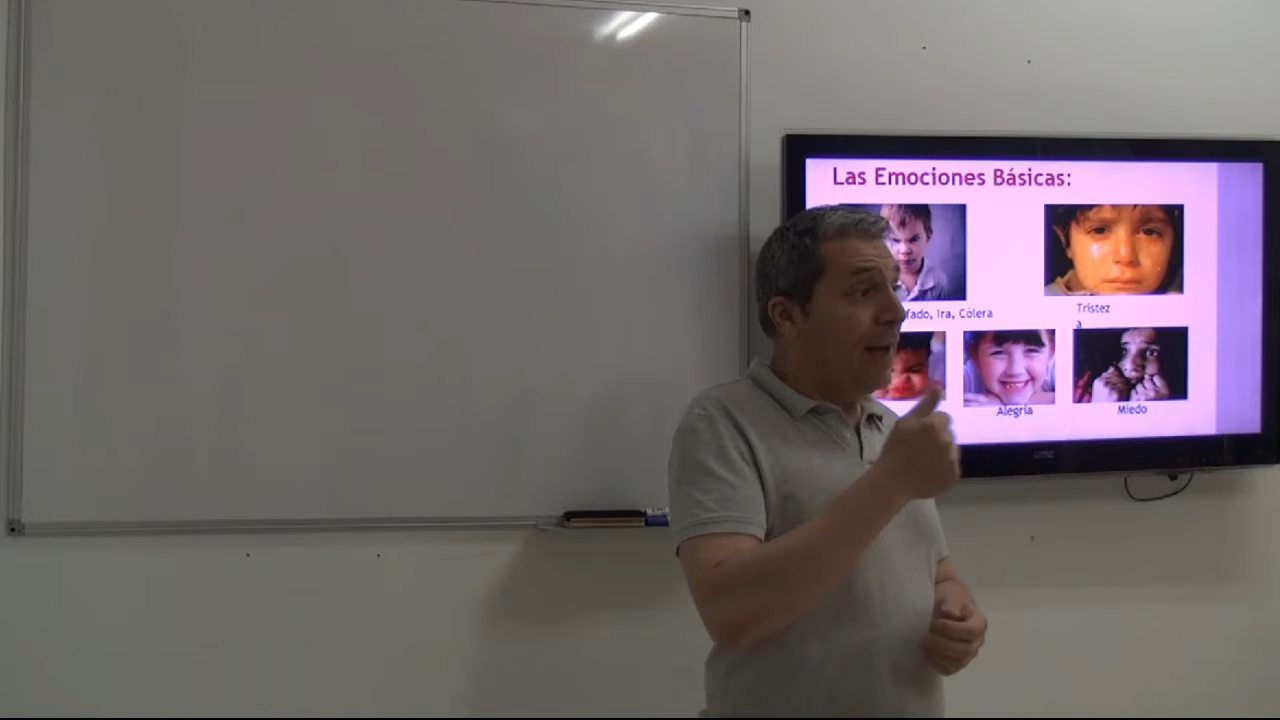 Las Emociones Básicas:
fado, Ira, Cólera
Tristez
a
Alegría
Miedo